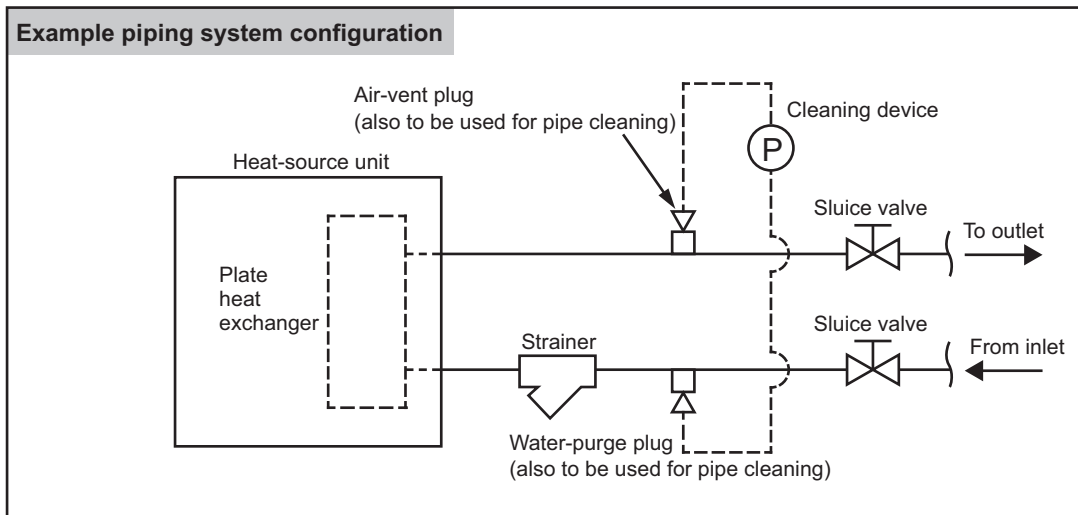 Example piping system configuration
Air-vent plug
(also to be used for pipe cleaning)
Cleaning device
P
Heat-source unit
Sluice valve
To outlet
Plate
heat
exchanger
Sluice valve
Strainer
From inlet
Water-purge plug
(also to be used for pipe cleaning)